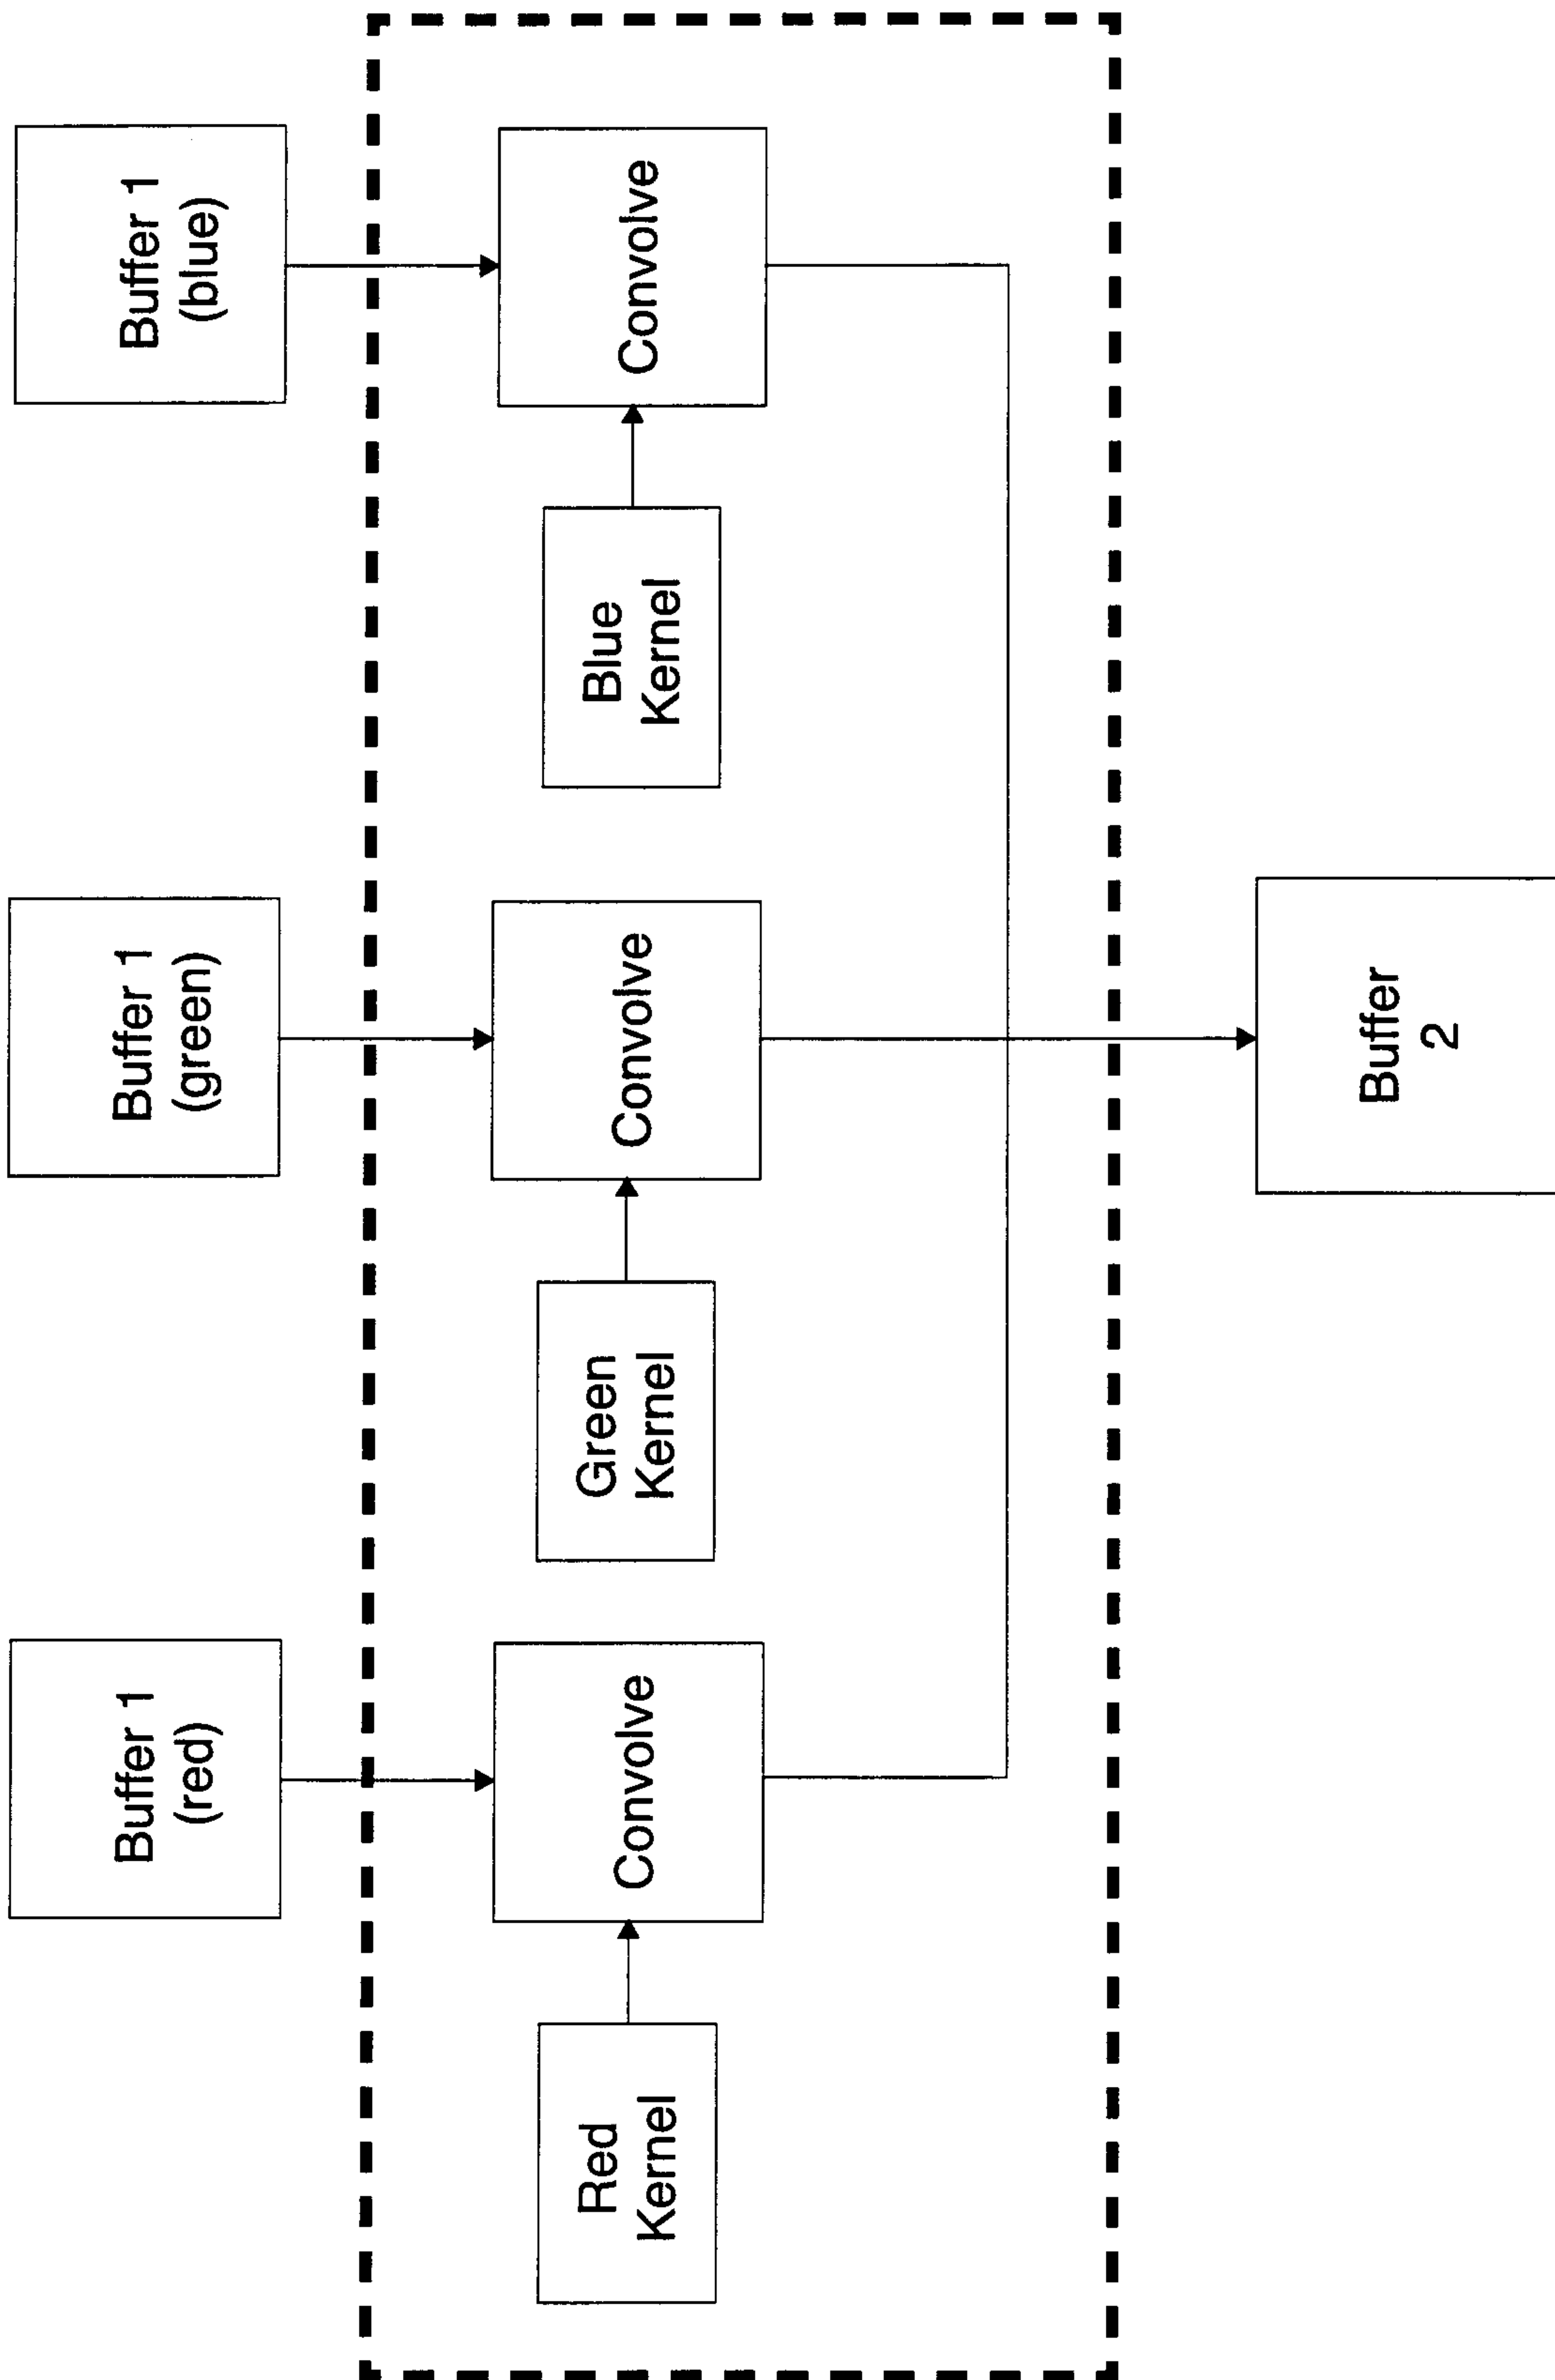 Buffer 1
(red)
Buffer 1
(green)
Buffer 1
(blue)
Red
Kernel
Convolve
Green
Kernel
Convolve
Blue
Kernel
Convolve
Buffer
2